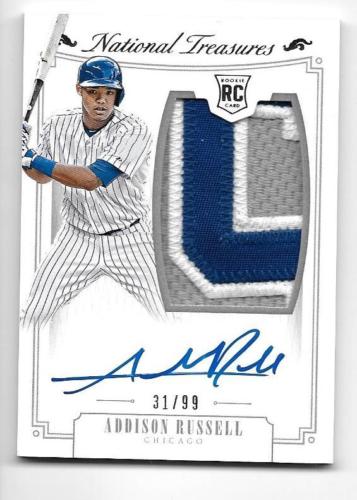 National Treasures
ROOKIE
RC
CARD
31/99
ADDISON RUSSELL
CHICAGO